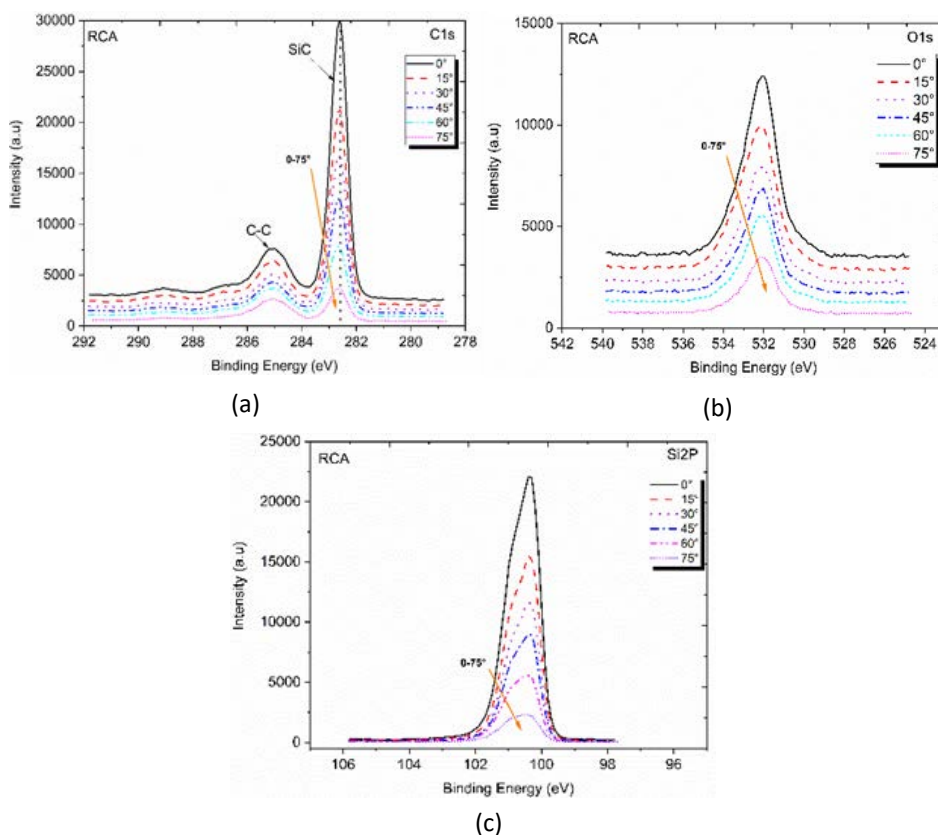 RCA
C1s
SiC
C-C
0-75°
0°
15°
30°
45°
60°
75°
30000
25000
20000
15000
10000
5000
0
Intensity (a.u)
292 290 288 286 284 282 280 278
Binding Energy (eV)
(a)
RCA
O1s
0-75°
0°
15°
30°
45°
60°
75°
15000
10000
5000
0
Intensity (a.u)
542 540 538 536 534 532 530 528 526 524
Binding Energy (eV)
(b)
RCA
Si2P
0-75°
0°
15°
30°
45°
60°
75°
25000
20000
15000
10000
5000
0
Intensity (a.u)
106 104 102 100 98 96
Binding Energy (eV)
(c)